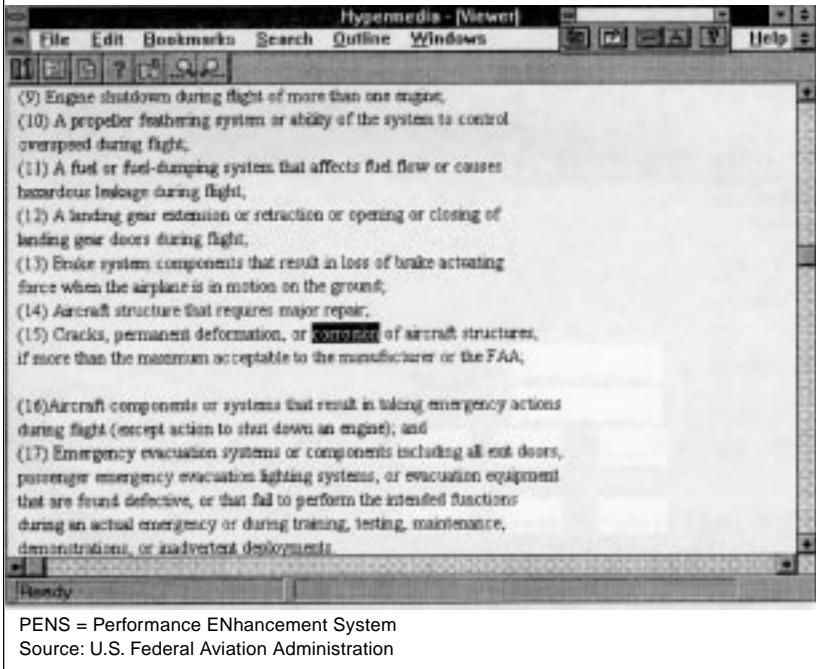 Hypermedia - [Viewer]
File Edit Bookmarks Search Outline Windows Help
(9) Engine shutdown during flight of more than one engine;
(10) A propeller feathering system or ability of the system to control
overspeed during flight;
(11) A fuel or fuel-dumping system that affects fuel flow or causes
hazardous leakage during flight;
(12) A landing gear extension or retraction or opening or closing of
landing gear doors during flight;
(13) Brake system components that result in loss of brake actuating
force when the airplane is in motion on the ground;
(14) Aircraft structure that requires major repair;
(15) Cracks, permanent deformation, or corrosion of aircraft structures,
if more than the maximum acceptable to the manufacturer or the FAA;
(16)Aircraft components or systems that result in taking emergency actions
during flight (except action to shut down an engine); and
(17) Emergency evacuation systems or components including all exit doors,
passenger emergency evacuation lighting systems, or evacuation equipment
that are found defective, or that fail to perform the intended functions
during an actual emergency or during training, testing, maintenance,
demonstrations, or inadvertent deployments.
Ready
PENS = Performance ENhancement System
Source: U.S. Federal Aviation Administration